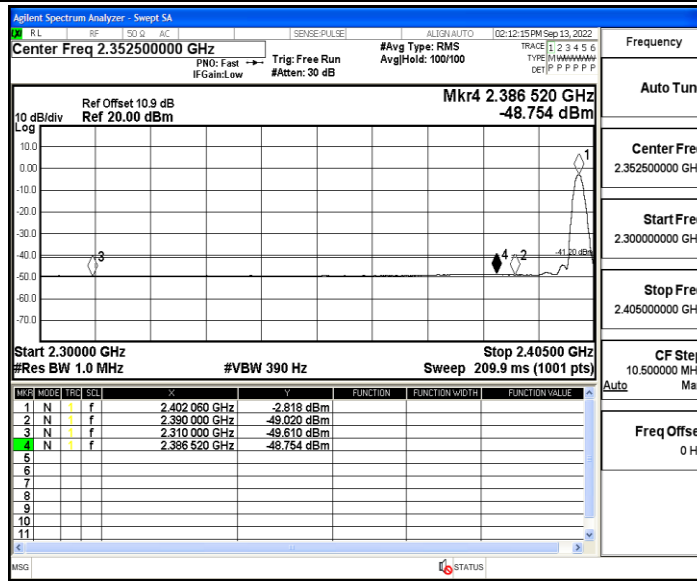 Agilent Spectrum Analyzer - Swept SA
RL RF 50 Ω AC SENSE:PULSE ALIGN AUTO 02:12:15 PM Sep 13, 2022
Center Freq 2.352500000 GHz
PNO: Fast Trig: Free Run
IFGain:Low #Atten: 30 dB
#Avg Type: RMS
Avg|Hold: 100/100
TRACE 1 2 3 4 5 6
TYPE M
DET P P P P P P
Ref Offset 10.9 dB
10 dB/div Ref 20.00 dBm
Log
Mkr4 2.386 520 GHz
-48.754 dBm
10.0
0.00
-10.0
-20.0
-30.0
-40.0
-50.0
-60.0
-70.0
1
2
3
4
-41.20 dBm
Start 2.30000 GHz Stop 2.40500 GHz
#Res BW 1.0 MHz #VBW 390 Hz Sweep 209.9 ms (1001 pts)
MKR MODE TRC SCL X Y FUNCTION FUNCTION WIDTH FUNCTION VALUE
1 N 1 f 2.402 060 GHz -2.818 dBm
2 N 1 f 2.390 000 GHz -49.020 dBm
3 N 1 f 2.310 000 GHz -49.610 dBm
4 N 1 f 2.386 520 GHz -48.754 dBm
5
6
7
8
9
10
11
MSG STATUS
Frequency
Auto Tun
Center Fre
2.352500000 GH
Start Fre
2.300000000 GH
Stop Fre
2.405000000 GH
CF Ste
10.500000 MH
Auto Ma
Freq Offse
0 H